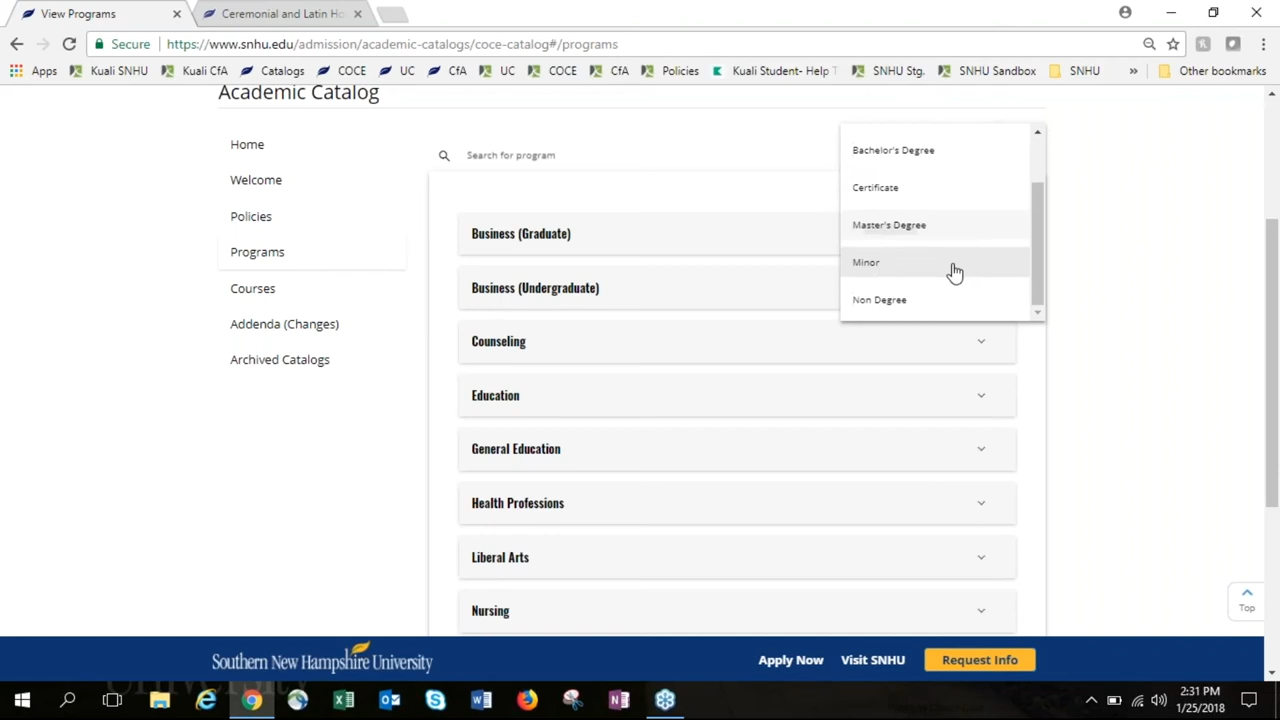 View Programs
Ceremonial and Latin Ho
Secure
https://www.snhu.edu/admission/academic-catalogs/coce-catalog#/programs
Apps
Kuali SNHU
Kuali CfA
Catalogs
COCE
UC
CfA
UC
COCE
CfA
Policies
Kuali Student- Help T
SNHU Stg.
SNHU Sandbox
SNHU
»
Other bookmarks
Academic Catalog
Home
Welcome
Policies
Programs
Courses
Addenda (Changes)
Archived Catalogs
Search for program
Bachelor's Degree
Certificate
Master's Degree
Minor
Non Degree
Business (Graduate)
Business (Undergraduate)
Counseling
Education
General Education
Health Professions
Liberal Arts
Nursing
Top
Southern New Hampshire University
Apply Now
Visit SNHU
Request Info
University
2:31 PM
1/25/2018